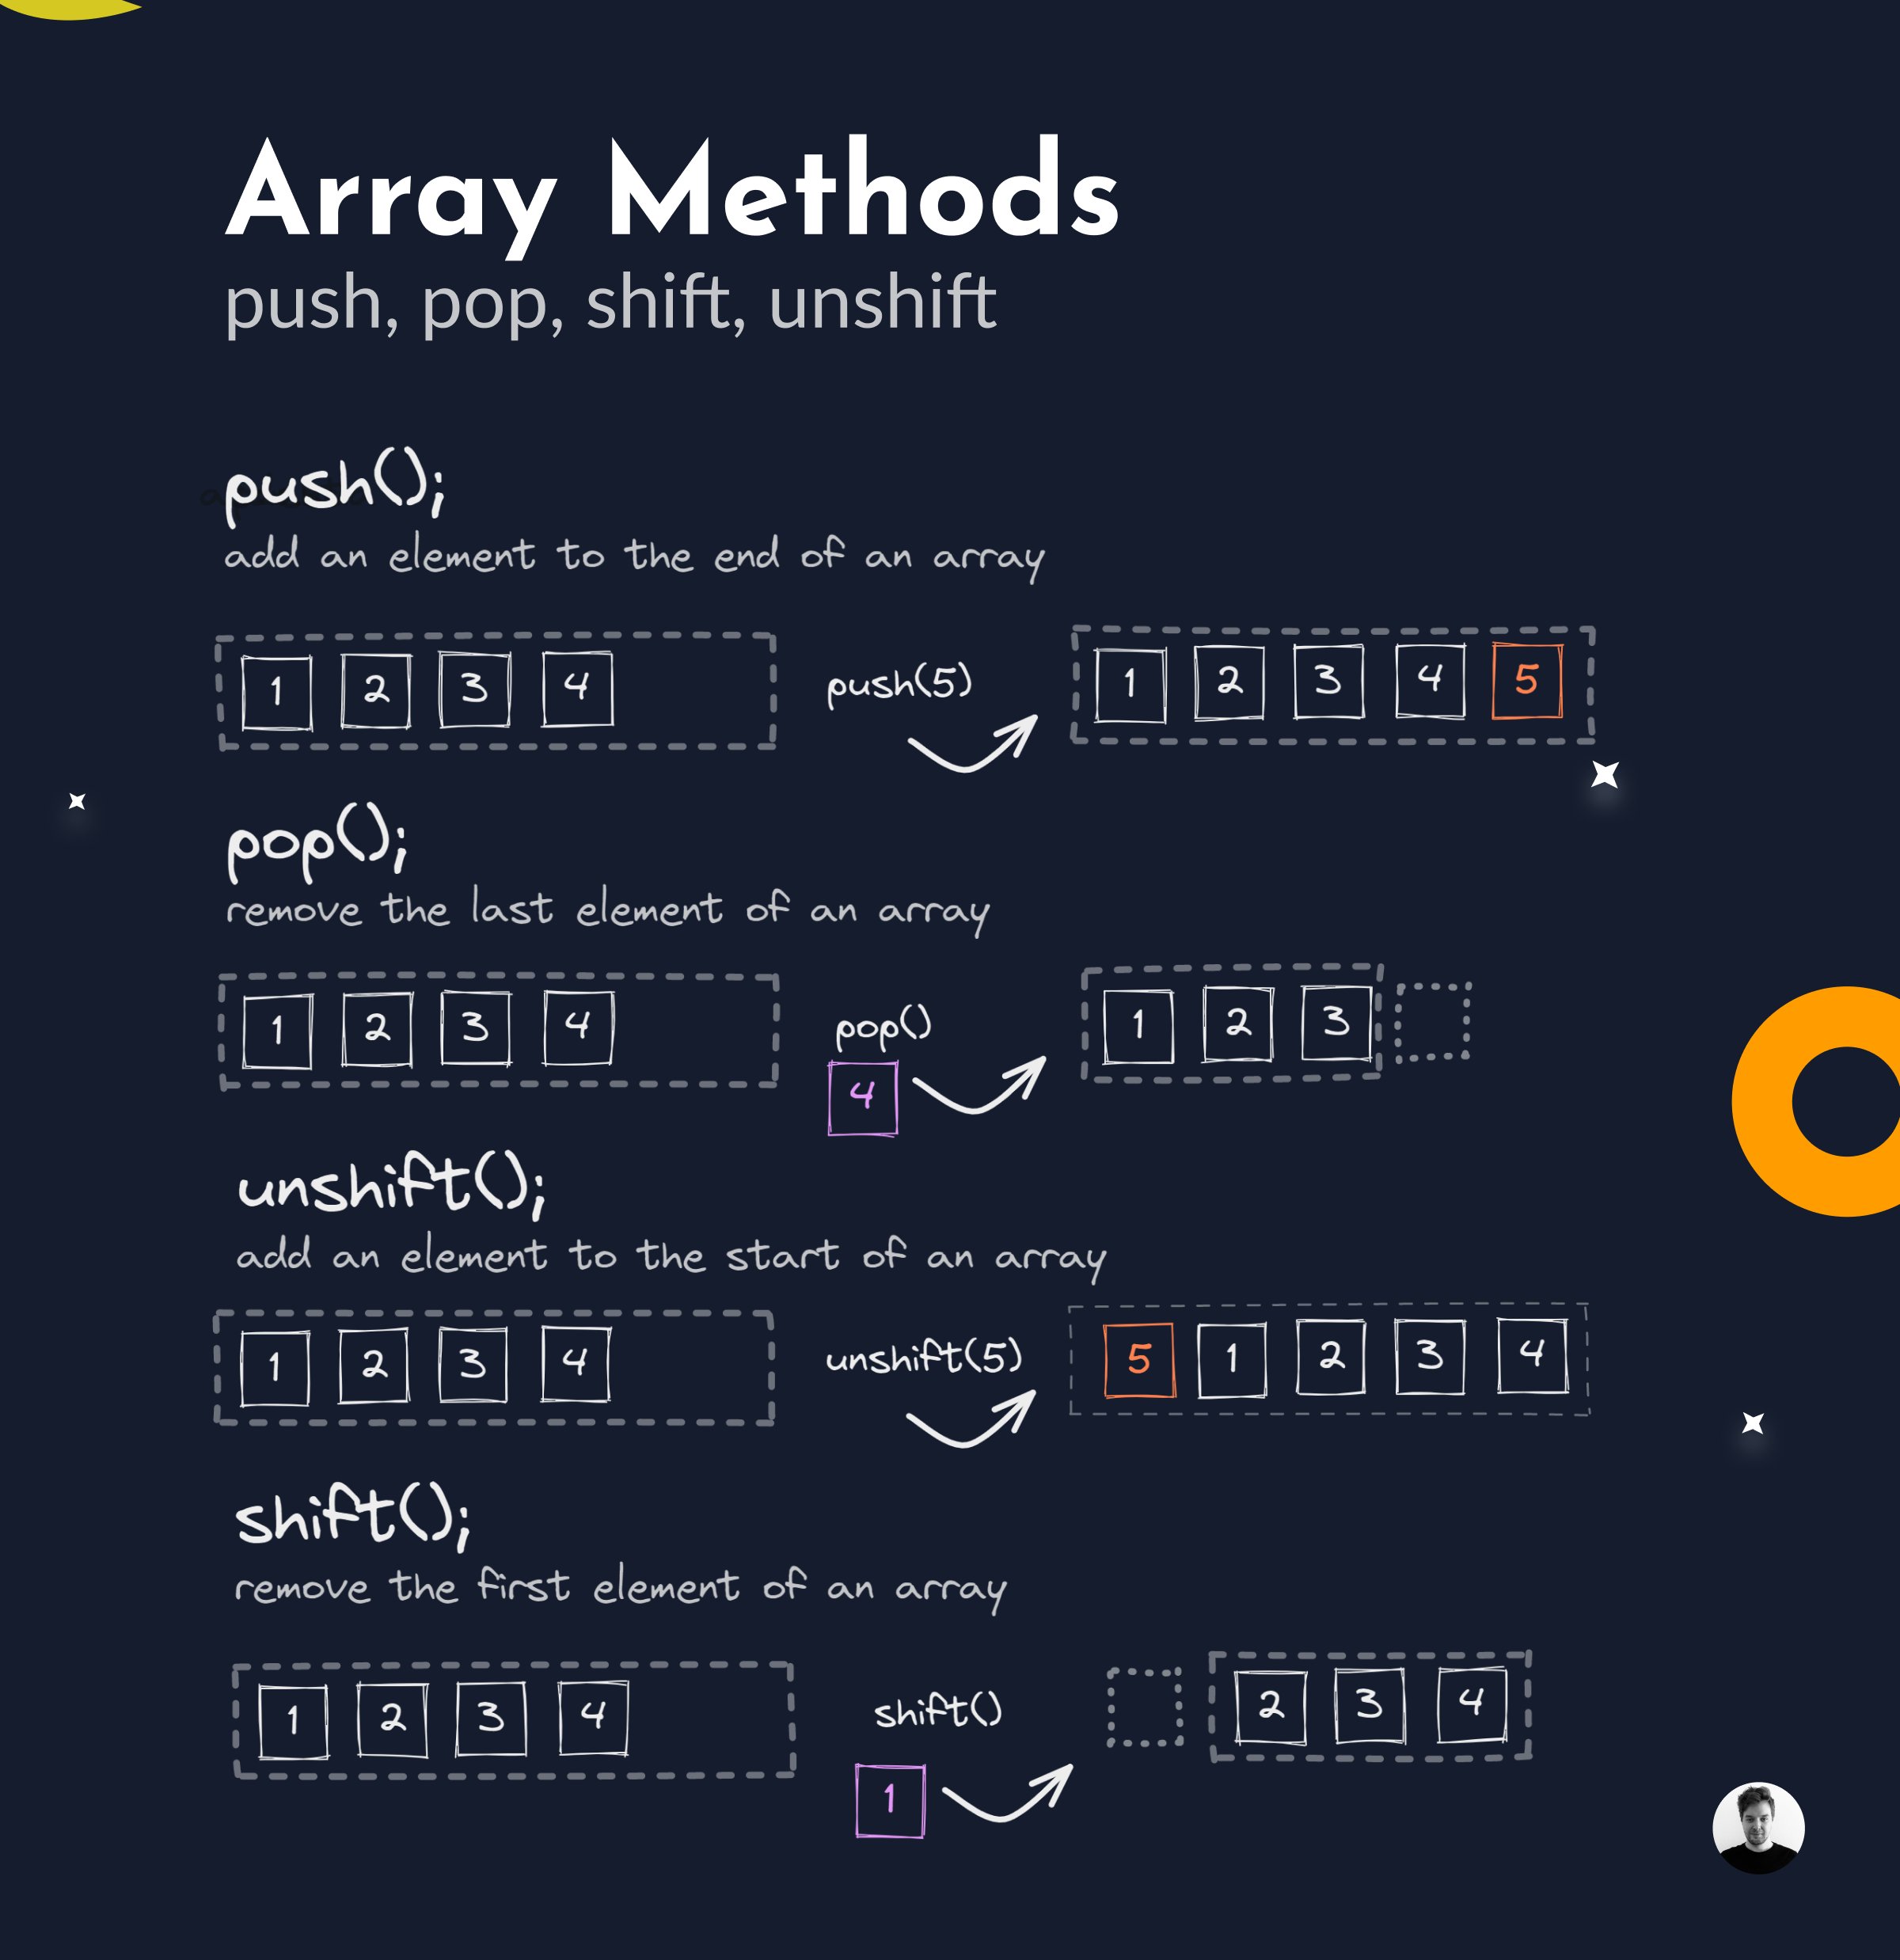 Array Methods
push, pop, shift, unshift
push();
add an element to the end of an array
1 2 3 4 push(5) 1 2 3 4 5
pop();
remove the last element of an array
1 2 3 4 pop() 1 2 3
4
unshift();
add an element to the start of an array
1 2 3 4 unshift(5) 5 1 2 3 4
shift();
remove the first element of an array
1 2 3 4 shift() 2 3 4
1